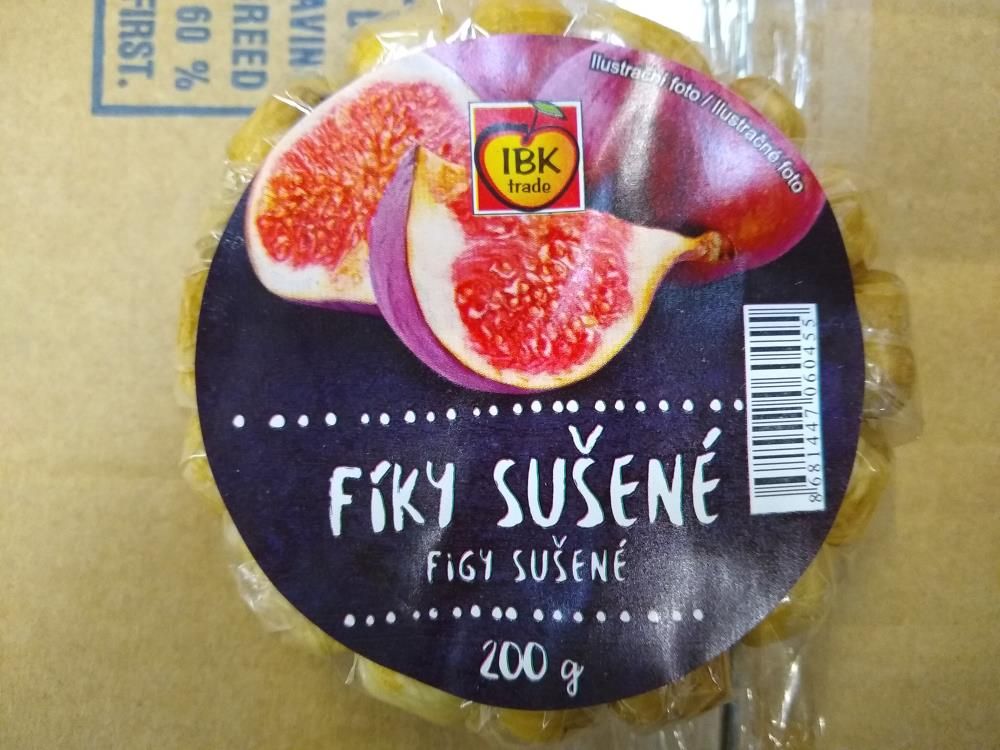 AVIN
REED
60 %
FIRST.
Ilustrační foto / Ilustračné foto
IBK
trade
8681447060455
FÍKY SUŠENÉ
FIGY SUŠENÉ
200 g